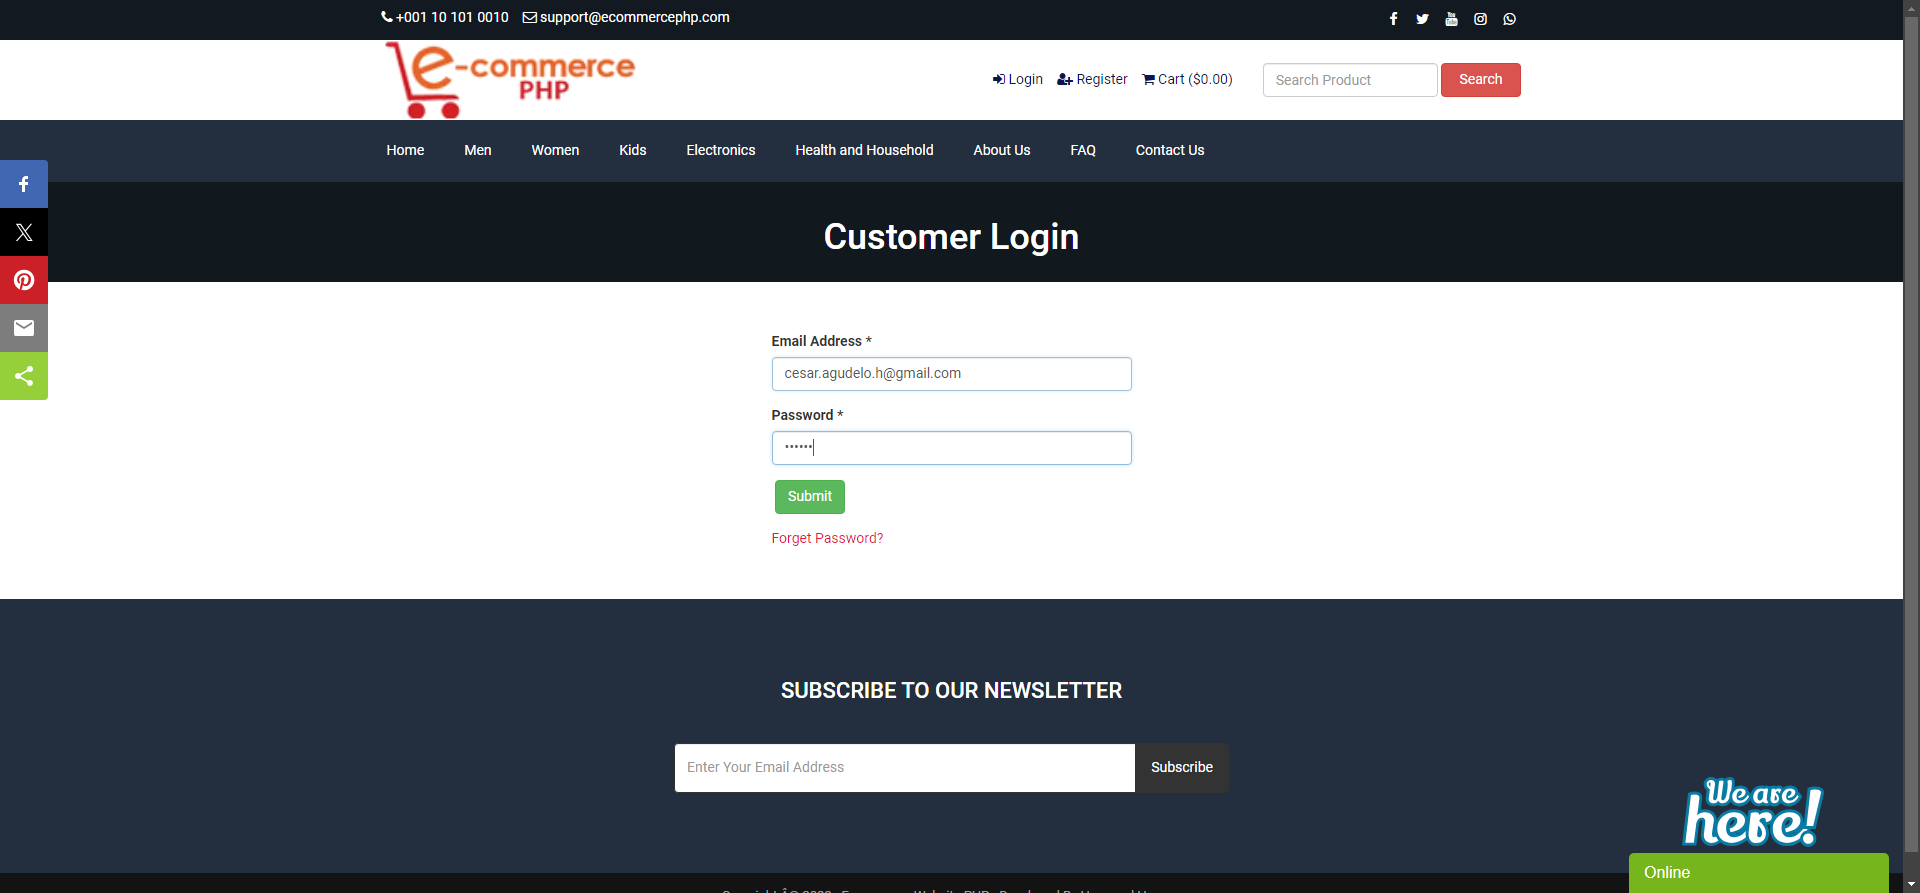 +001 10 101 0010 support@ecommercephp.com
e-commerce
PHP
Login Register Cart ($0.00) Search Product Search
Home Men Women Kids Electronics Health and Household About Us FAQ Contact Us
Customer Login
Email Address *
cesar.agudelo.h@gmail.com
Password *
••••••
Submit
Forget Password?
SUBSCRIBE TO OUR NEWSLETTER
Enter Your Email Address Subscribe
We are
here!
Online